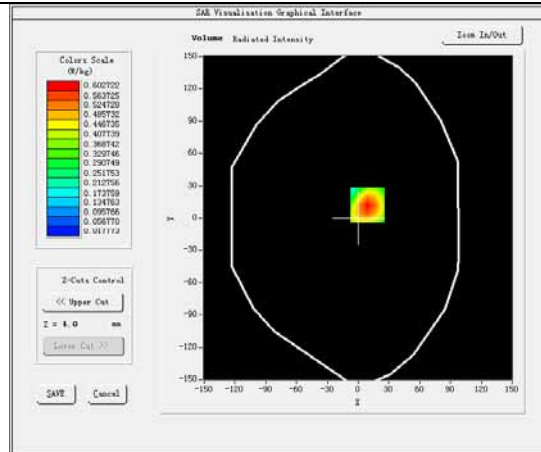 SAR Visualisation Graphical Interface
Volume Radiated Intensity
Zoom In/Out
Colors Scale
(W/kg)
0.602722
0.563725
0.524728
0.485732
0.446735
0.407739
0.368742
0.329746
0.290749
0.251753
0.212756
0.173759
0.134763
0.095766
0.056770
0.017773
Z-Cuts Control
<< Upper Cut
Z = 4.0 mm
Lower Cut >>
SAVE Cancel
150
120
90
60
30
0
-30
-60
-90
-120
-150
Y
-150 -120 -90 -60 -30 0 30 60 90 120 150
X